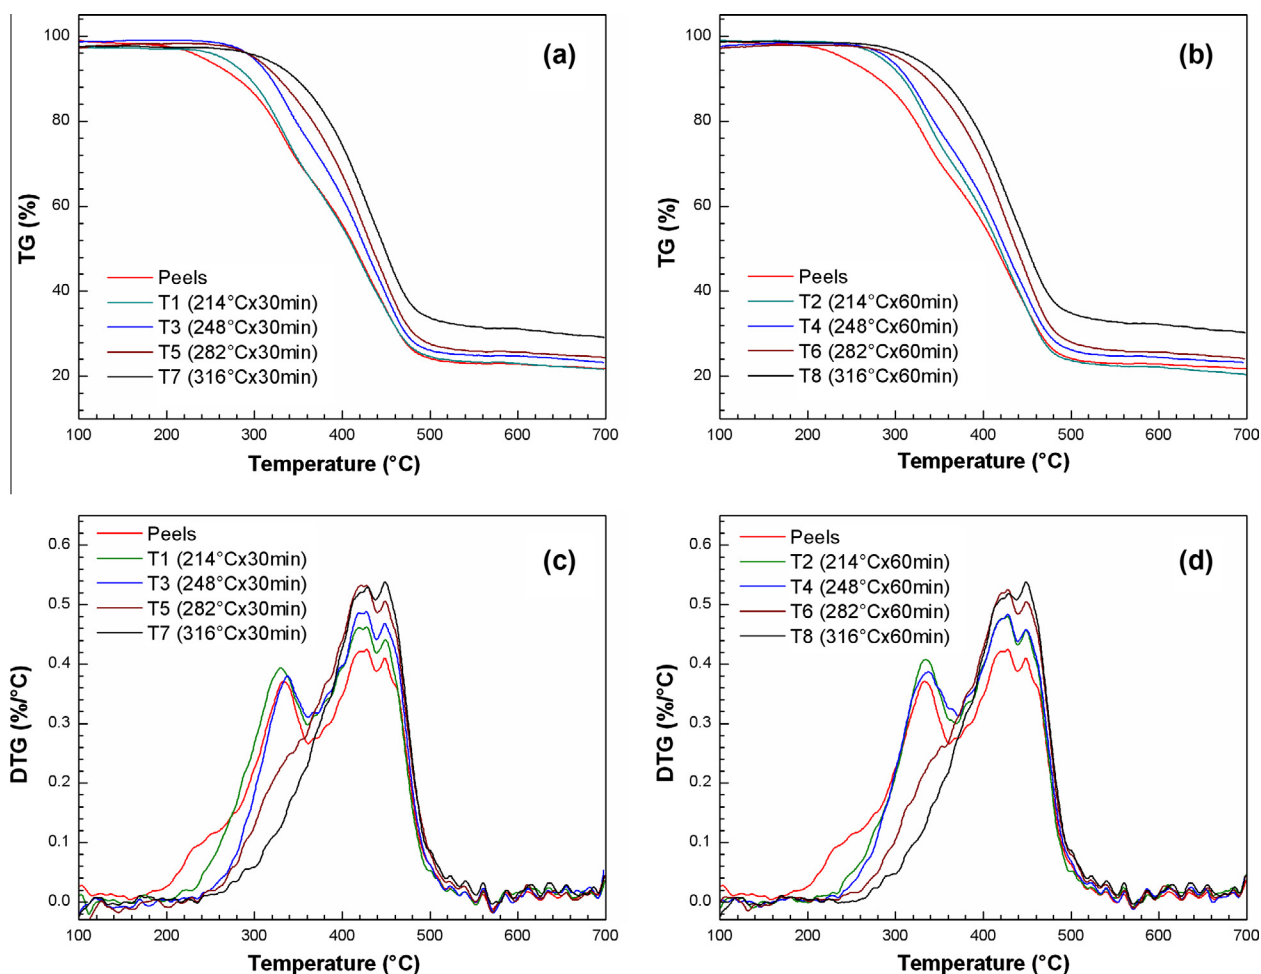 100
80
60
40
20
TG (%)
(a)
Peels
T1 (214°Cx30min)
T3 (248°Cx30min)
T5 (282°Cx30min)
T7 (316°Cx30min)
100 200 300 400 500 600 700
Temperature (°C)
100
80
60
40
20
TG (%)
(b)
Peels
T2 (214°Cx60min)
T4 (248°Cx60min)
T6 (282°Cx60min)
T8 (316°Cx60min)
100 200 300 400 500 600 700
Temperature (°C)
0.6
0.5
0.4
0.3
0.2
0.1
0.0
DTG (%/°C)
(c)
Peels
T1 (214°Cx30min)
T3 (248°Cx30min)
T5 (282°Cx30min)
T7 (316°Cx30min)
100 200 300 400 500 600 700
Temperature (°C)
0.6
0.5
0.4
0.3
0.2
0.1
0.0
DTG (%/°C)
(d)
Peels
T2 (214°Cx60min)
T4 (248°Cx60min)
T6 (282°Cx60min)
T8 (316°Cx60min)
100 200 300 400 500 600 700
Temperature (°C)